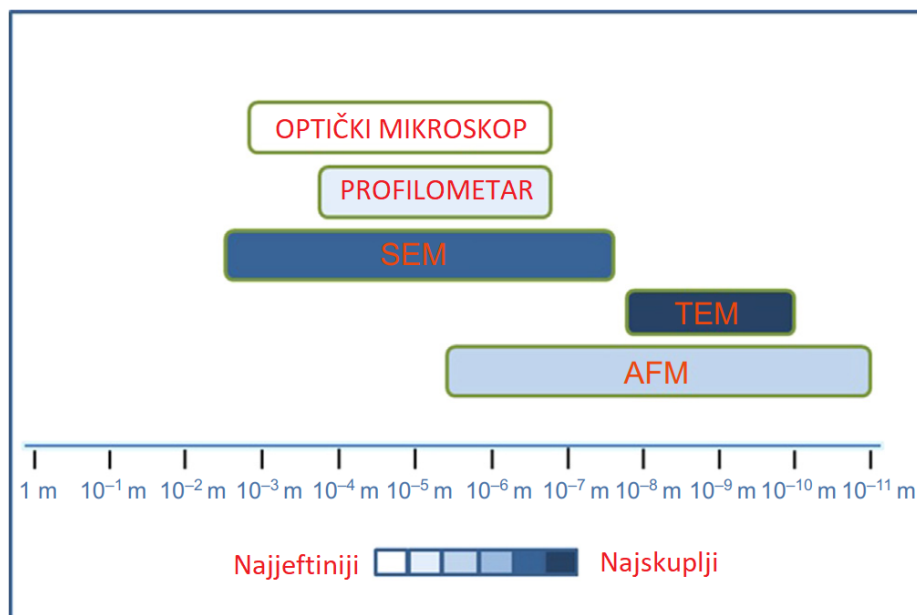 OPTIČKI MIKROSKOP
PROFILOMETAR
SEM
TEM
AFM
1 m 10⁻¹ m 10⁻² m 10⁻³ m 10⁻⁴ m 10⁻⁵ m 10⁻⁶ m 10⁻⁷ m 10⁻⁸ m 10⁻⁹ m 10⁻¹⁰ m 10⁻¹¹ m
Najjeftiniji Najskuplji